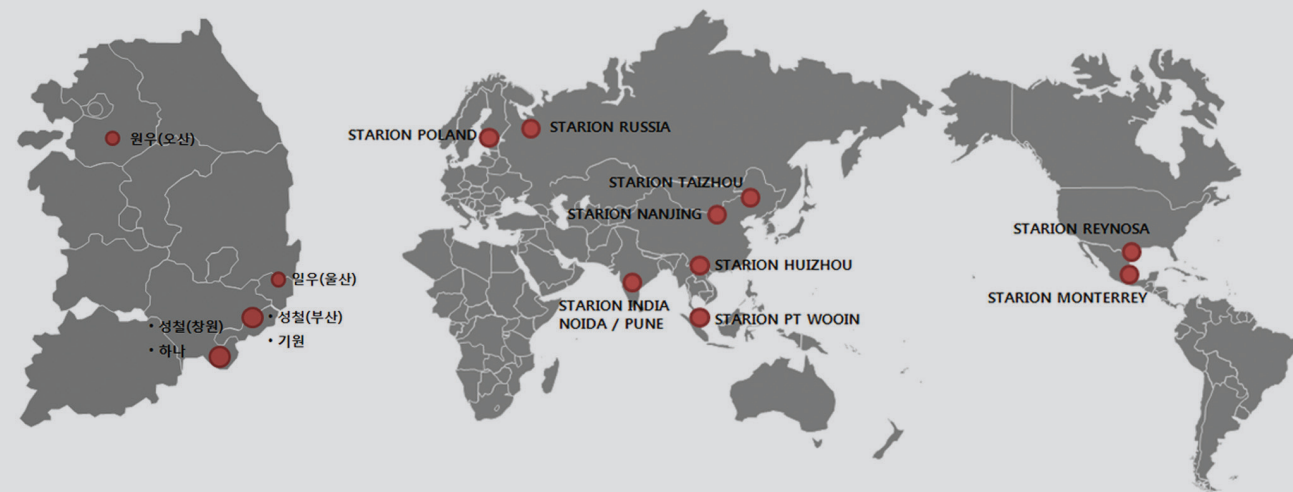 원우(오산)
일우(울산)
• 성철(부산)
• 기원
• 성철(창원)
• 하나
STARION POLAND
STARION RUSSIA
STARION TAIZHOU
STARION NANJING
STARION HUIZHOU
STARION INDIA
NOIDA / PUNE
STARION PT WOOIN
STARION REYNOSA
STARION MONTERREY